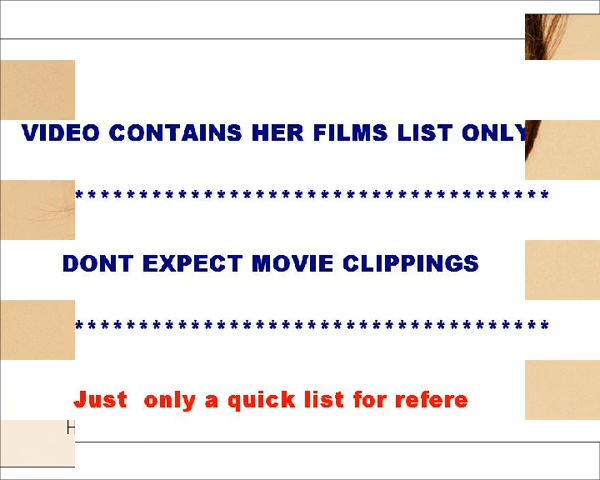 VIDEO CONTAINS HER FILMS LIST ONLY
*************************************
DONT EXPECT MOVIE CLIPPINGS
*************************************
Just only a quick list for refere
H